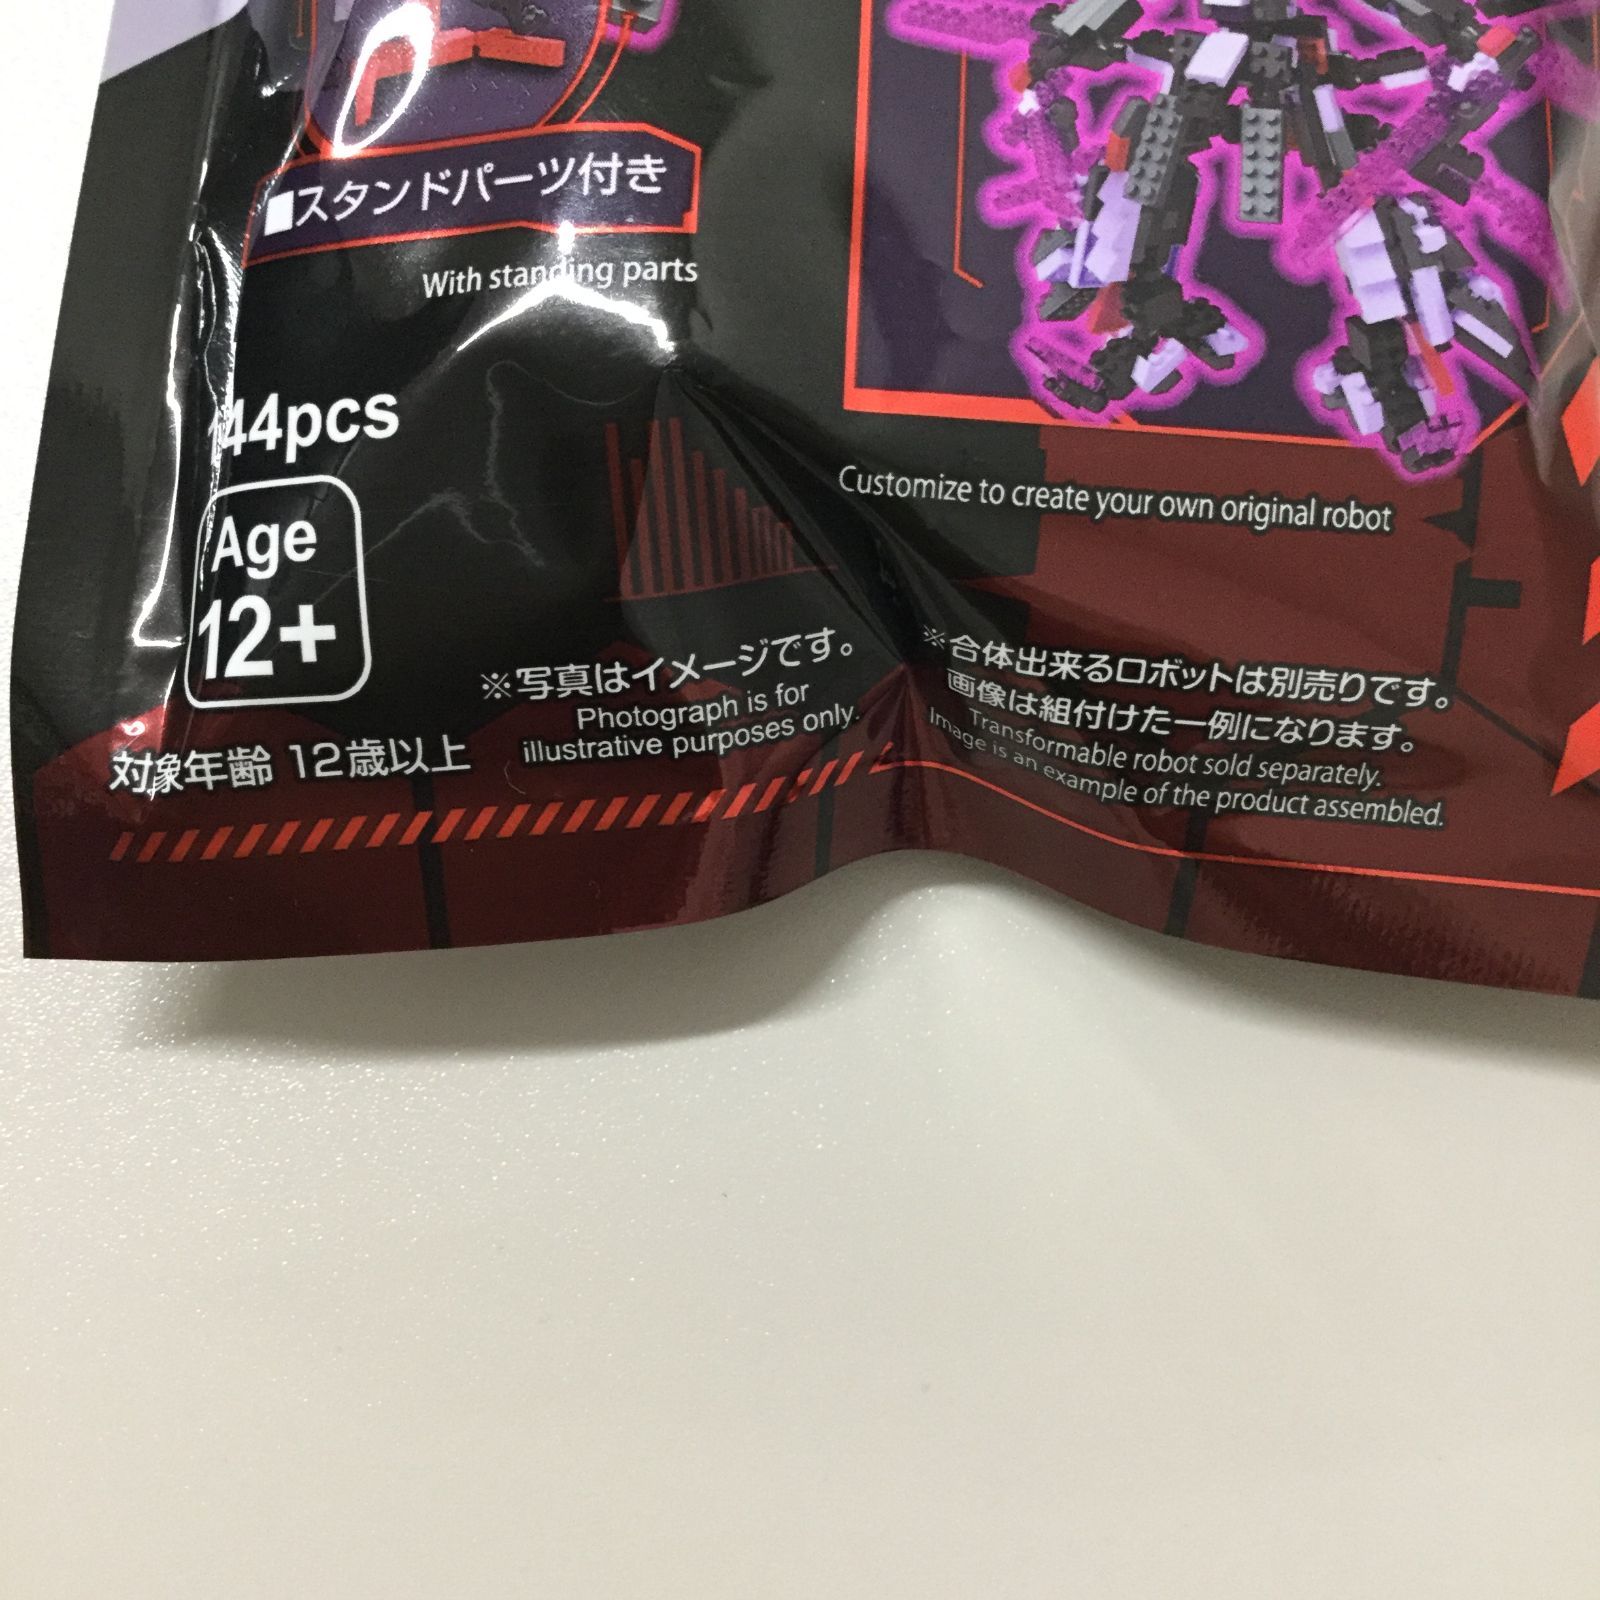 ■スタンドパーツ付き
With standing parts
144pcs
Age
12+
対象年齢 12歳以上
※写真はイメージです。
Photograph is for
illustrative purposes only.
Customize to create your own original robot
※合体出来るロボットは別売りです。
画像は組付けた一例になります。
Transformable robot sold separately.
Image is an example of the product assembled.